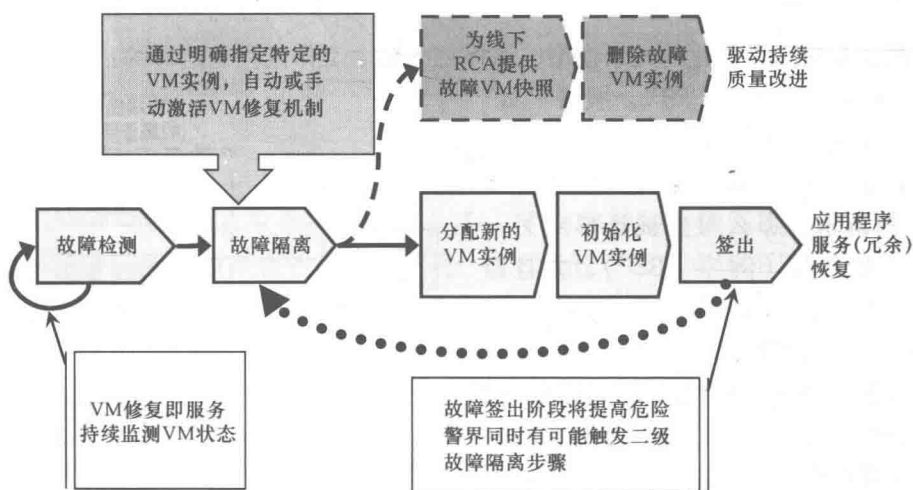 通过明确指定特定的
VM实例，自动或手
动激活VM修复机制
为线下
RCA提供
故障VM快照
删除故障
VM实例
驱动持续
质量改进
故障检测
故障隔离
分配新的
VM实例
初始化
VM实例
签出
应用程序
服务(冗余)
恢复
VM修复即服务
持续监测VM状态
故障签出阶段将提高危险
警界同时有可能触发二级
故障隔离步骤